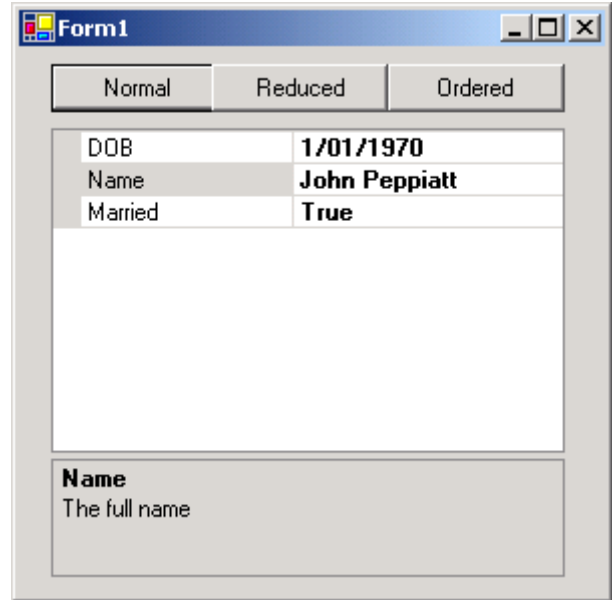 Form1
Normal Reduced Ordered
DOB 1/01/1970
Name John Peppiatt
Married True
Name
The full name